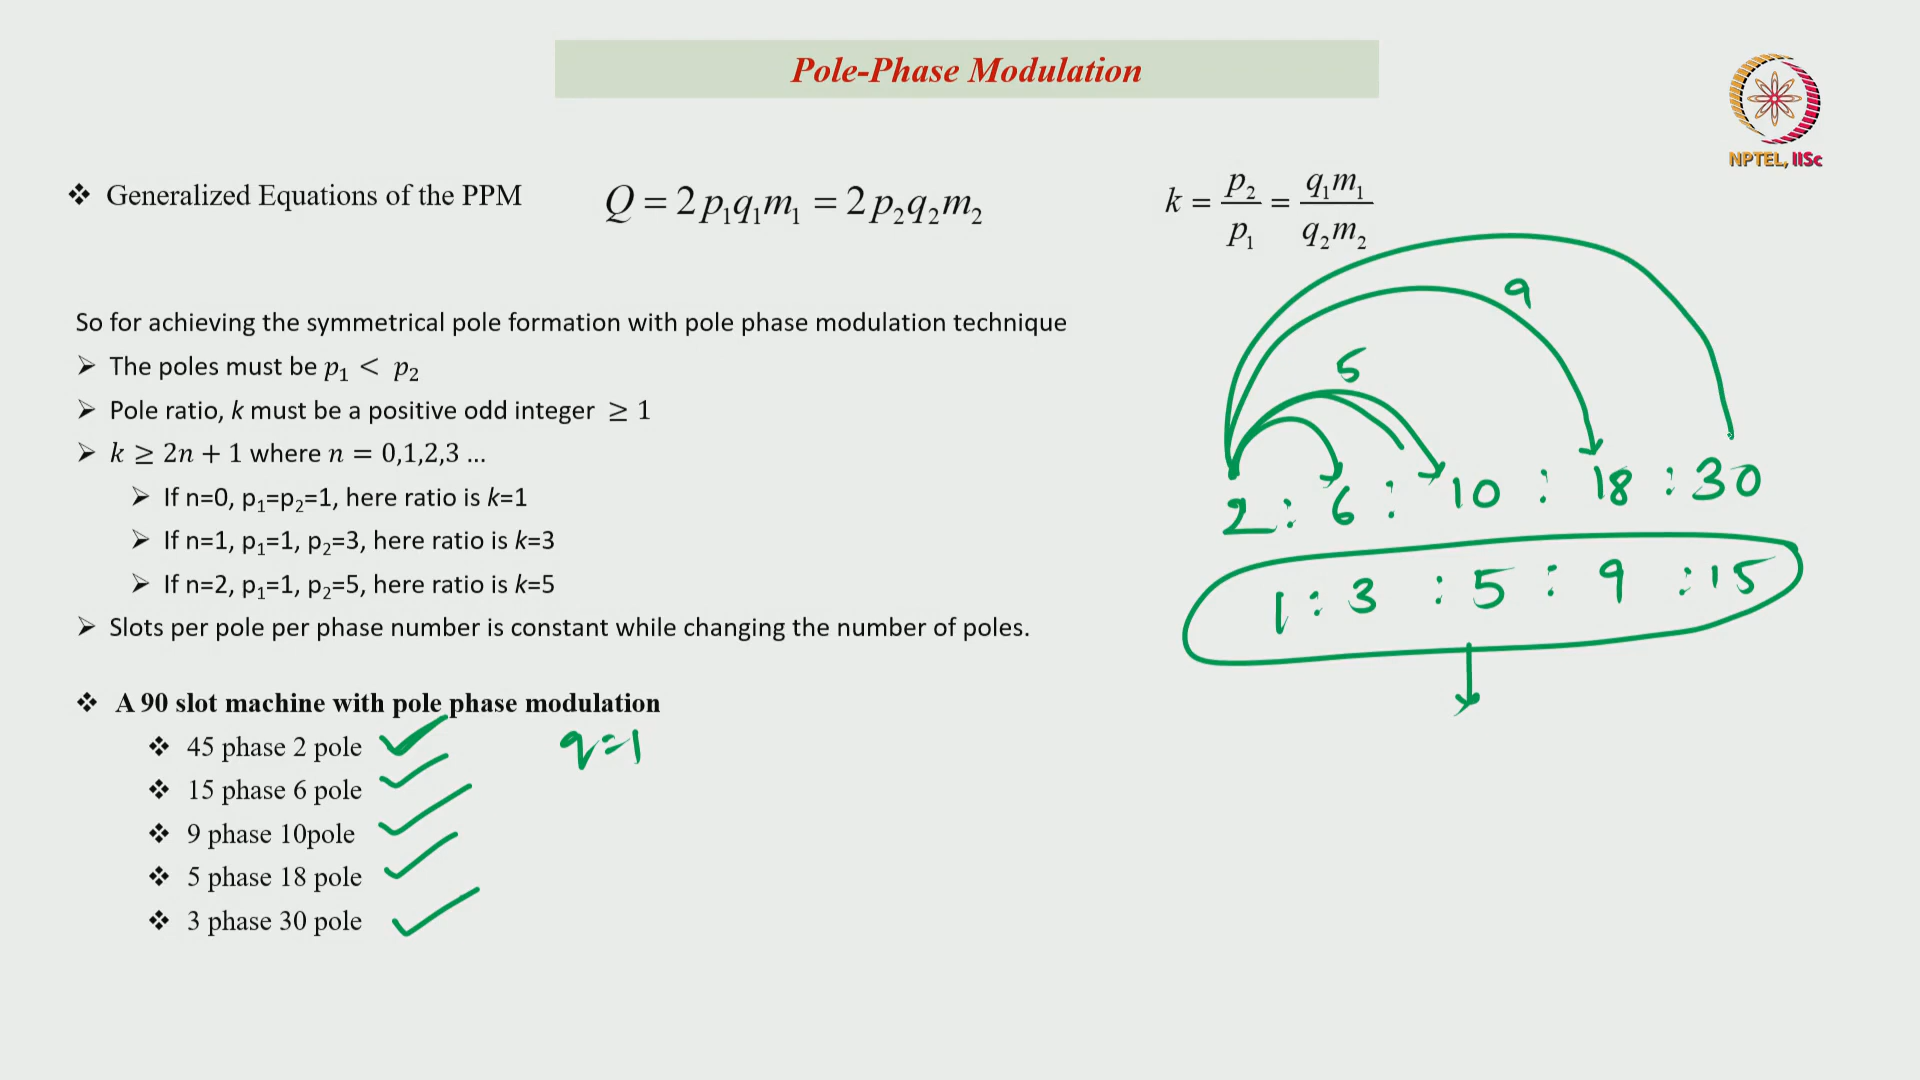 Pole-Phase Modulation
NPTEL, IISc
❖ Generalized Equations of the PPM
Q = 2p₁q₁m₁ = 2p₂q₂m₂
k = p₂/p₁ = q₁m₁/q₂m₂
So for achieving the symmetrical pole formation with pole phase modulation technique
➢ The poles must be p₁ < p₂
➢ Pole ratio, k must be a positive odd integer ≥ 1
➢ k ≥ 2n + 1 where n = 0,1,2,3 ...
➢ If n=0, p₁=p₂=1, here ratio is k=1
➢ If n=1, p₁=1, p₂=3, here ratio is k=3
➢ If n=2, p₁=1, p₂=5, here ratio is k=5
➢ Slots per pole per phase number is constant while changing the number of poles.
9
5
2 : 6 : 10 : 18 : 30
1 : 3 : 5 : 9 : 15
❖ A 90 slot machine with pole phase modulation
❖ 45 phase 2 pole
q=1
❖ 15 phase 6 pole
❖ 9 phase 10pole
❖ 5 phase 18 pole
❖ 3 phase 30 pole